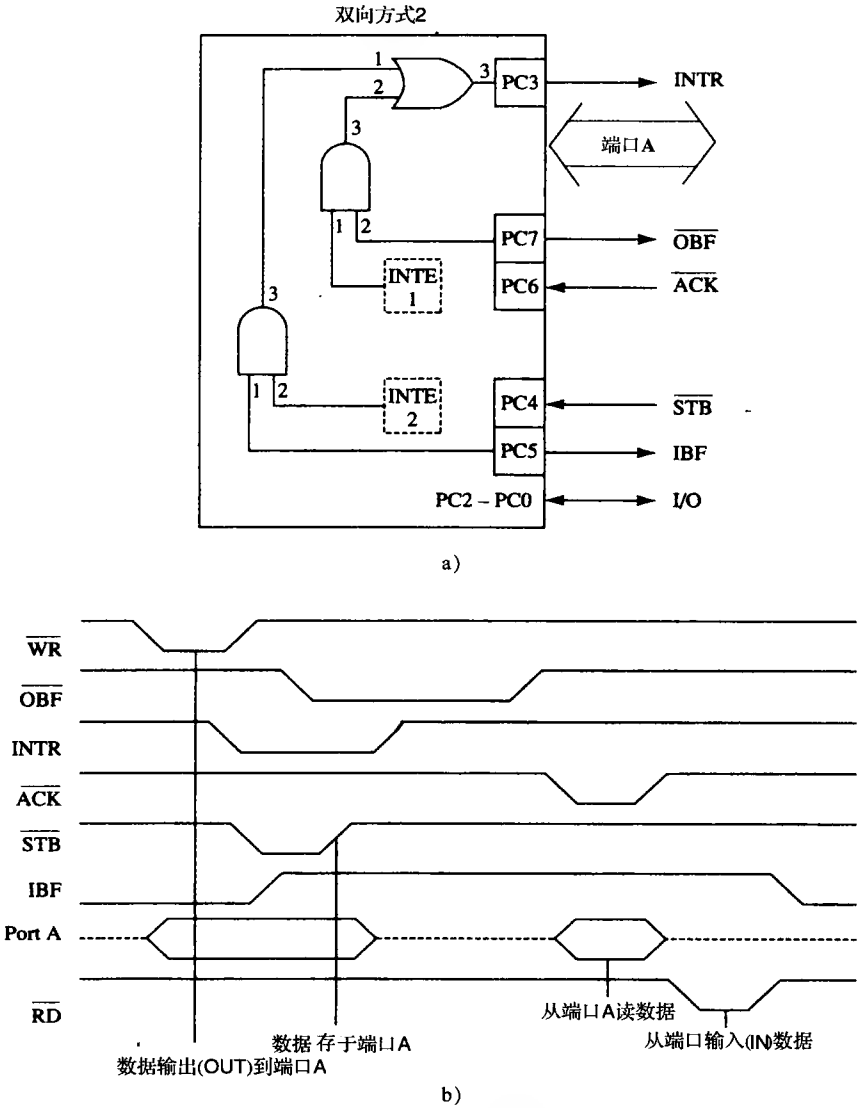 双向方式2
1
2
3
PC3
INTR
端口A
3
1
2
PC7
OBF
INTE
1
PC6
ACK
3
1
2
INTE
2
PC4
STB
PC5
IBF
PC2 – PC0
I/O
a)
WR
OBF
INTR
ACK
STB
IBF
Port A
RD
从端口A读数据
数据 存于端口A
从端口输入(IN)数据
数据输出(OUT)到端口A
b)